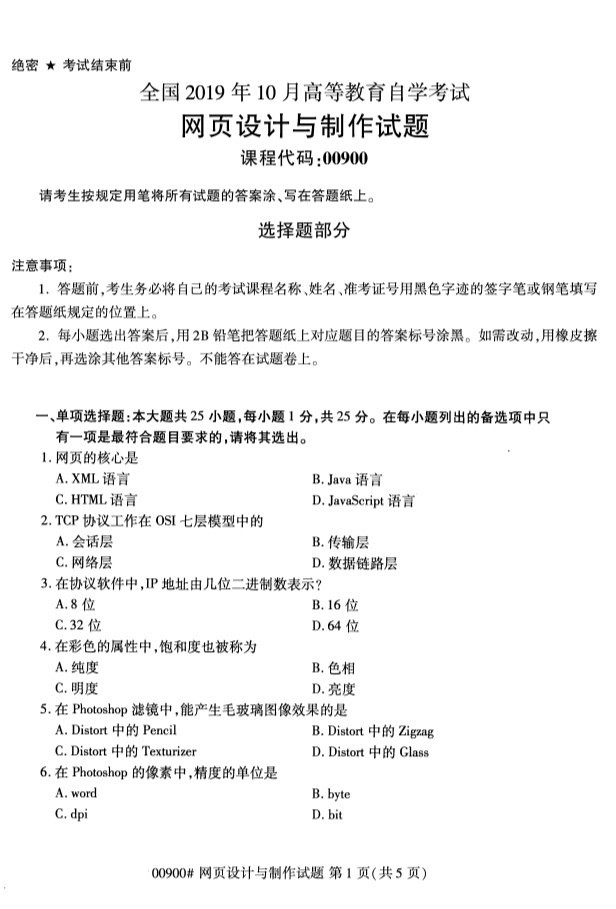 绝密 ★ 考试结束前
全国 2019 年 10 月高等教育自学考试
网页设计与制作试题
课程代码:00900
请考生按规定用笔将所有试题的答案涂、写在答题纸上。
选择题部分
注意事项:
1. 答题前,考生务必将自己的考试课程名称、姓名、准考证号用黑色字迹的签字笔或钢笔填写
在答题纸规定的位置上。
2. 每小题选出答案后,用 2B 铅笔把答题纸上对应题目的答案标号涂黑。如需改动,用橡皮擦
干净后,再选涂其他答案标号。不能答在试题卷上。
一、单项选择题:本大题共 25 小题,每小题 1 分,共 25 分。在每小题列出的备选项中只
有一项是最符合题目要求的,请将其选出。
1. 网页的核心是
A. XML 语言 B. Java 语言
C. HTML 语言 D. JavaScript 语言
2. TCP 协议工作在 OSI 七层模型中的
A. 会话层 B. 传输层
C. 网络层 D. 数据链路层
3. 在协议软件中,IP 地址由几位二进制数表示?
A. 8 位 B. 16 位
C. 32 位 D. 64 位
4. 在彩色的属性中,饱和度也被称为
A. 纯度 B. 色相
C. 明度 D. 亮度
5. 在 Photoshop 滤镜中,能产生毛玻璃图像效果的是
A. Distort 中的 Pencil B. Distort 中的 Zigzag
C. Distort 中的 Texturizer D. Distort 中的 Glass
6. 在 Photoshop 的像素中,精度的单位是
A. word B. byte
C. dpi D. bit
00900# 网页设计与制作试题 第 1 页(共 5 页)